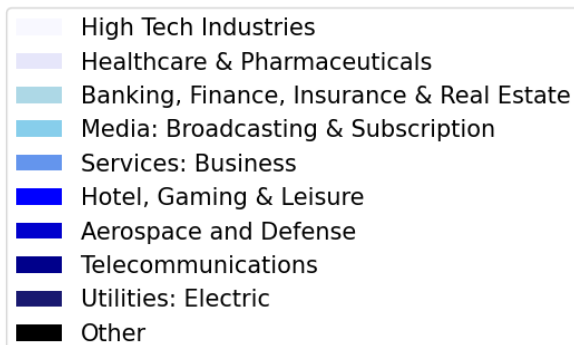 High Tech Industries
Healthcare & Pharmaceuticals
Banking, Finance, Insurance & Real Estate
Media: Broadcasting & Subscription
Services: Business
Hotel, Gaming & Leisure
Aerospace and Defense
Telecommunications
Utilities: Electric
Other